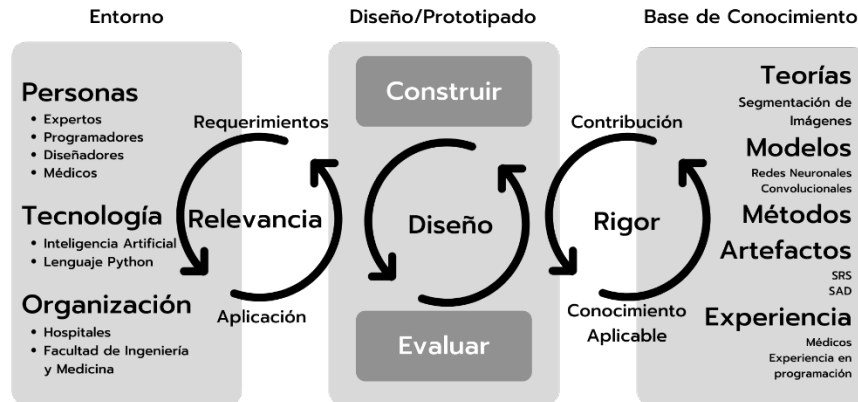 Entorno
Diseño/Prototipado
Base de Conocimiento
Personas
• Expertos
• Programadores
• Diseñadores
• Médicos
Tecnología
• Inteligencia Artificial
• Lenguaje Python
Organización
• Hospitales
• Facultad de Ingeniería
y Medicina
Requerimientos
Relevancia
Aplicación
Construir
Diseño
Evaluar
Contribución
Rigor
Conocimiento
Aplicable
Teorías
Segmentación de
Imágenes
Modelos
Redes Neuronales
Convolucionales
Métodos
Artefactos
SRS
SAD
Experiencia
Médicos
Experiencia en
programación